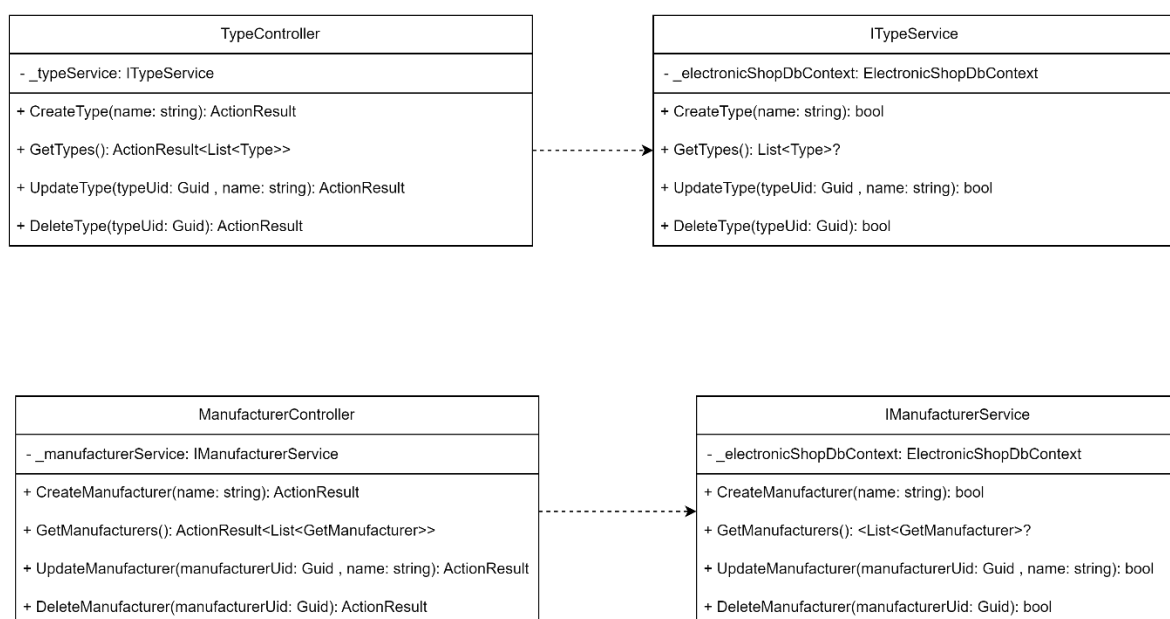 TypeController
- _typeService: ITypeService
+ CreateType(name: string): ActionResult
+ GetTypes(): ActionResult<List<Type>>
+ UpdateType(typeUid: Guid , name: string): ActionResult
+ DeleteType(typeUid: Guid): ActionResult
ITypeService
- _electronicShopDbContext: ElectronicShopDbContext
+ CreateType(name: string): bool
+ GetTypes(): List<Type>?
+ UpdateType(typeUid: Guid , name: string): bool
+ DeleteType(typeUid: Guid): bool
ManufacturerController
- _manufacturerService: IManufacturerService
+ CreateManufacturer(name: string): ActionResult
+ GetManufacturers(): ActionResult<List<GetManufacturer>>
+ UpdateManufacturer(manufacturerUid: Guid , name: string): ActionResult
+ DeleteManufacturer(manufacturerUid: Guid): ActionResult
IManufacturerService
- _electronicShopDbContext: ElectronicShopDbContext
+ CreateManufacturer(name: string): bool
+ GetManufacturers(): <List<GetManufacturer>?
+ UpdateManufacturer(manufacturerUid: Guid , name: string): bool
+ DeleteManufacturer(manufacturerUid: Guid): bool